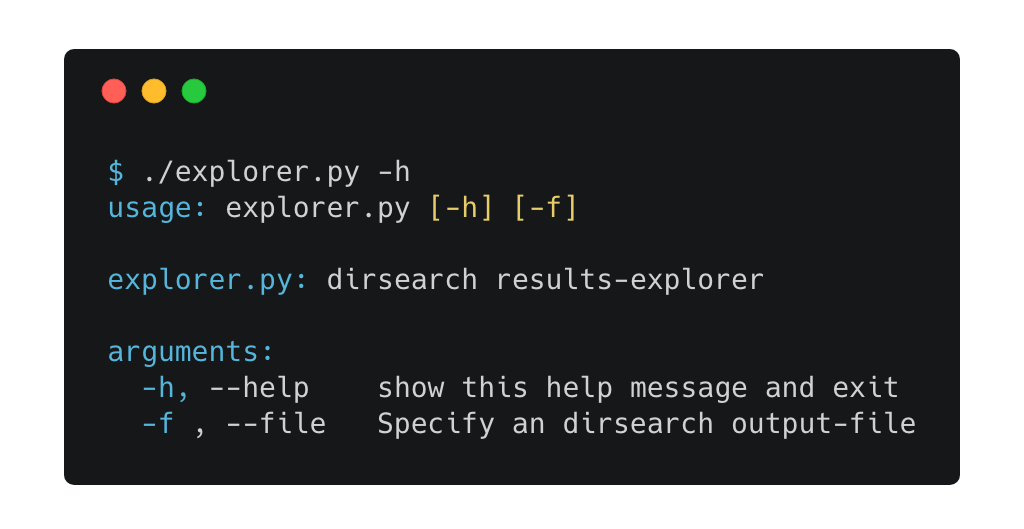 $ ./explorer.py -h
usage: explorer.py [-h] [-f]
explorer.py: dirsearch results-explorer
arguments:
-h, --help show this help message and exit
-f , --file Specify an dirsearch output-file